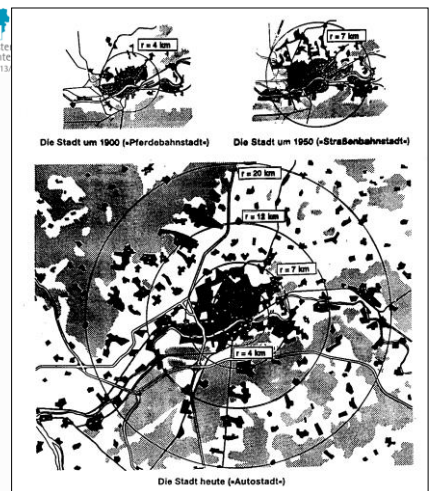 r = 4 km
r = 7 km
Die Stadt um 1900 (»Pferdebahnstadt«)
Die Stadt um 1950 (»Straßenbahnstadt«)
r = 20 km
r = 12 km
r = 7 km
r = 4 km
Die Stadt heute (»Autostadt«)